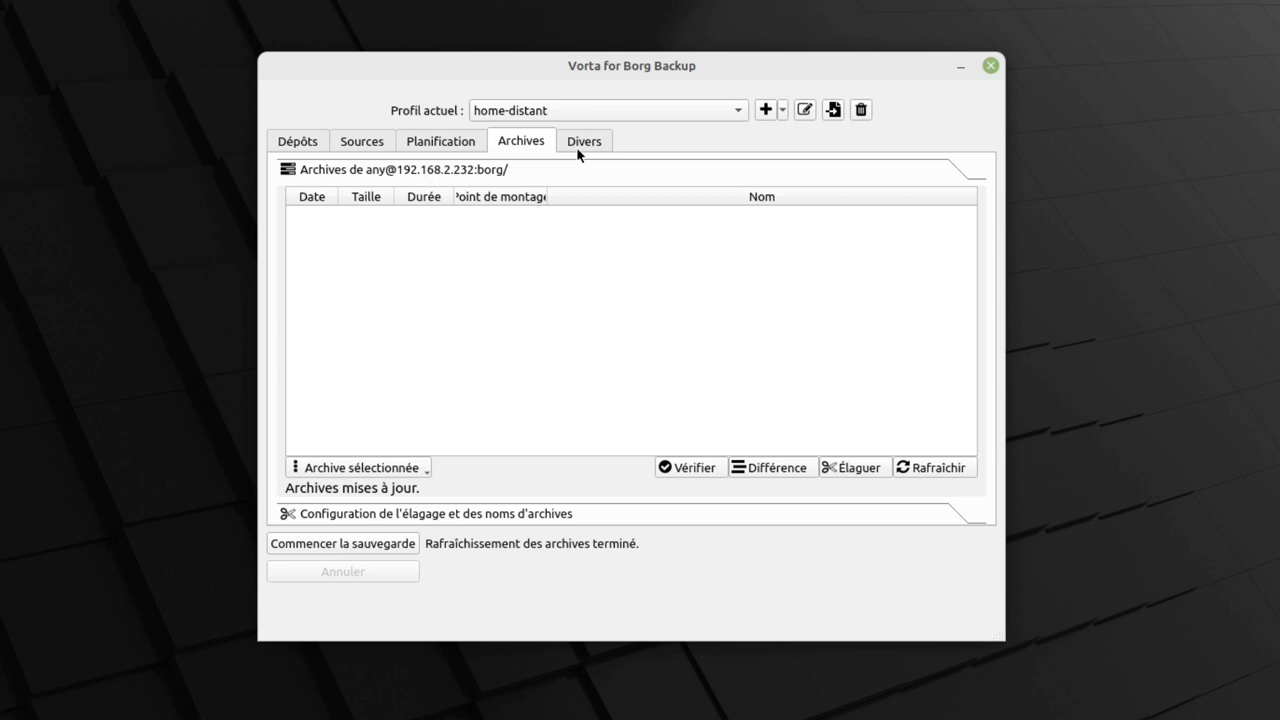 Vorta for Borg Backup
Profil actuel : home-distant
Dépôts Sources Planification Archives Divers
Archives de any@192.168.2.232:borg/
Date Taille Durée Point de montage Nom
Archive sélectionnée Vérifier Différence Élaguer Rafraîchir
Archives mises à jour.
Configuration de l'élagage et des noms d'archives
Commencer la sauvegarde Rafraîchissement des archives terminé.
Annuler